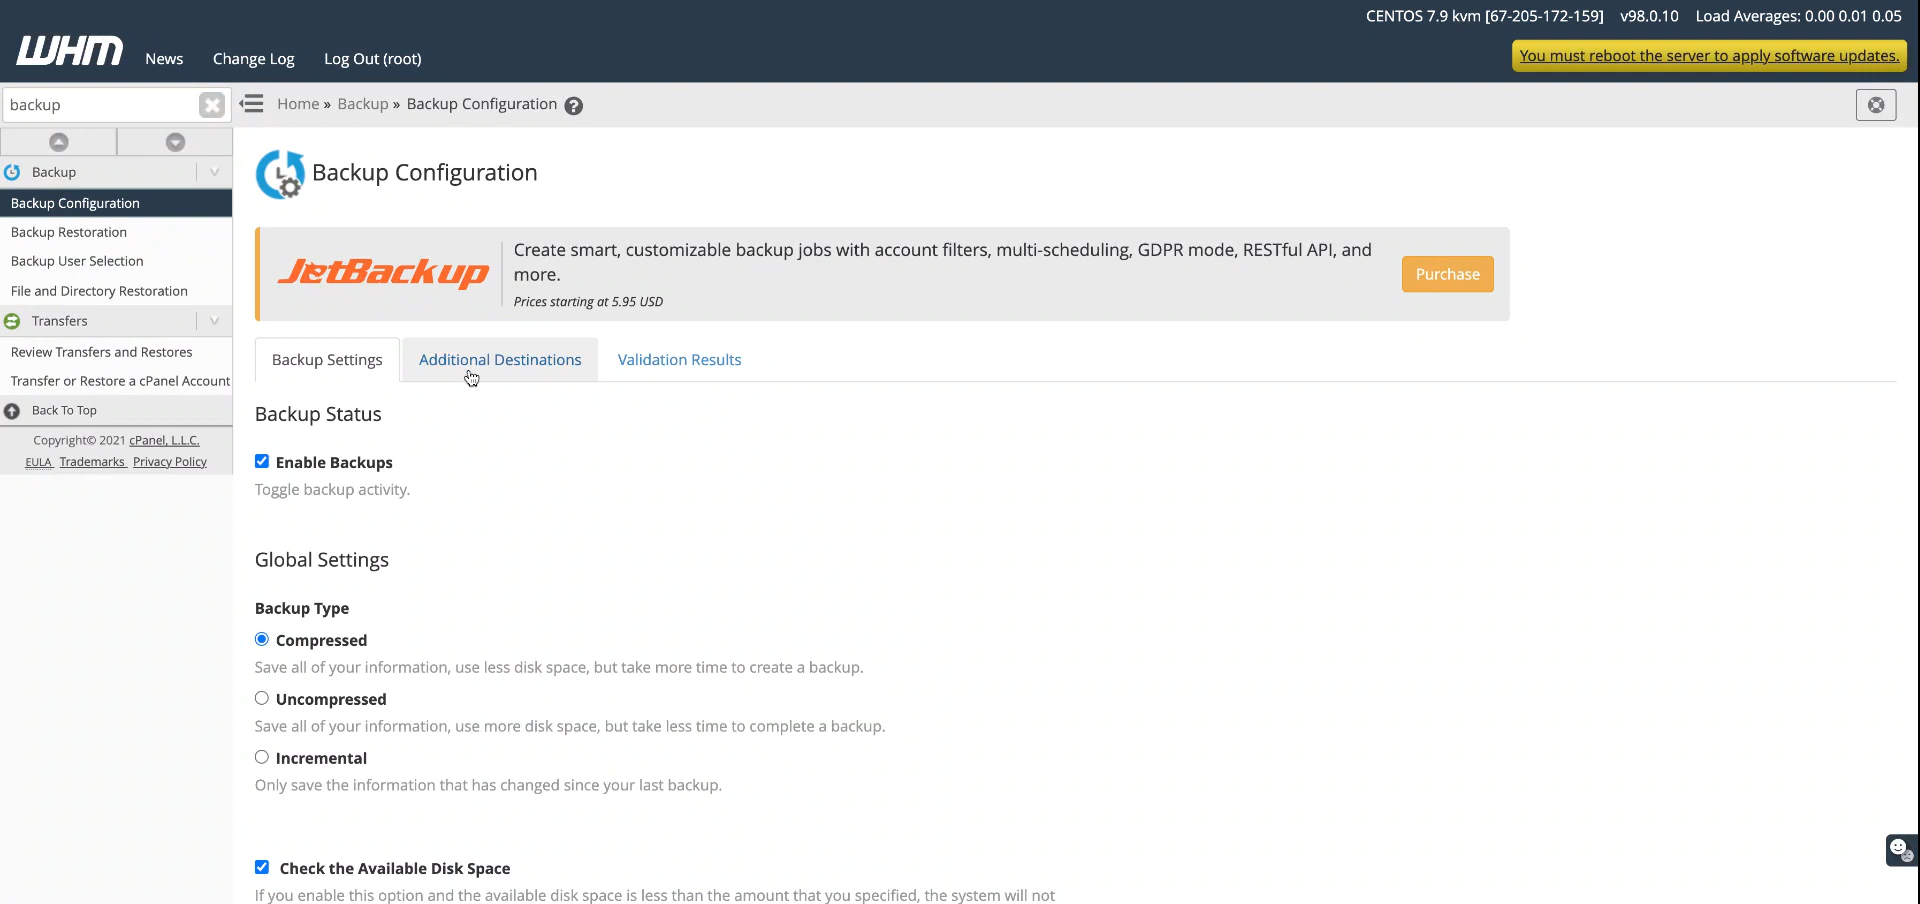 CENTOS 7.9 kvm [67-205-172-159] v98.0.10 Load Averages: 0.00 0.01 0.05
WHM News Change Log Log Out (root)
You must reboot the server to apply software updates.
backup
Home » Backup » Backup Configuration ?
Backup
Backup Configuration
Backup Restoration
Backup User Selection
File and Directory Restoration
Transfers
Review Transfers and Restores
Transfer or Restore a cPanel Account
Back To Top
Copyright© 2021 cPanel, L.L.C.
EULA Trademarks Privacy Policy
Backup Configuration
JetBackup
Create smart, customizable backup jobs with account filters, multi-scheduling, GDPR mode, RESTful API, and
more.
Prices starting at 5.95 USD
Purchase
Backup Settings Additional Destinations Validation Results
Backup Status
Enable Backups
Toggle backup activity.
Global Settings
Backup Type
Compressed
Save all of your information, use less disk space, but take more time to create a backup.
Uncompressed
Save all of your information, use more disk space, but take less time to complete a backup.
Incremental
Only save the information that has changed since your last backup.
Check the Available Disk Space
If you enable this option and the available disk space is less than the amount that you specified, the system will not